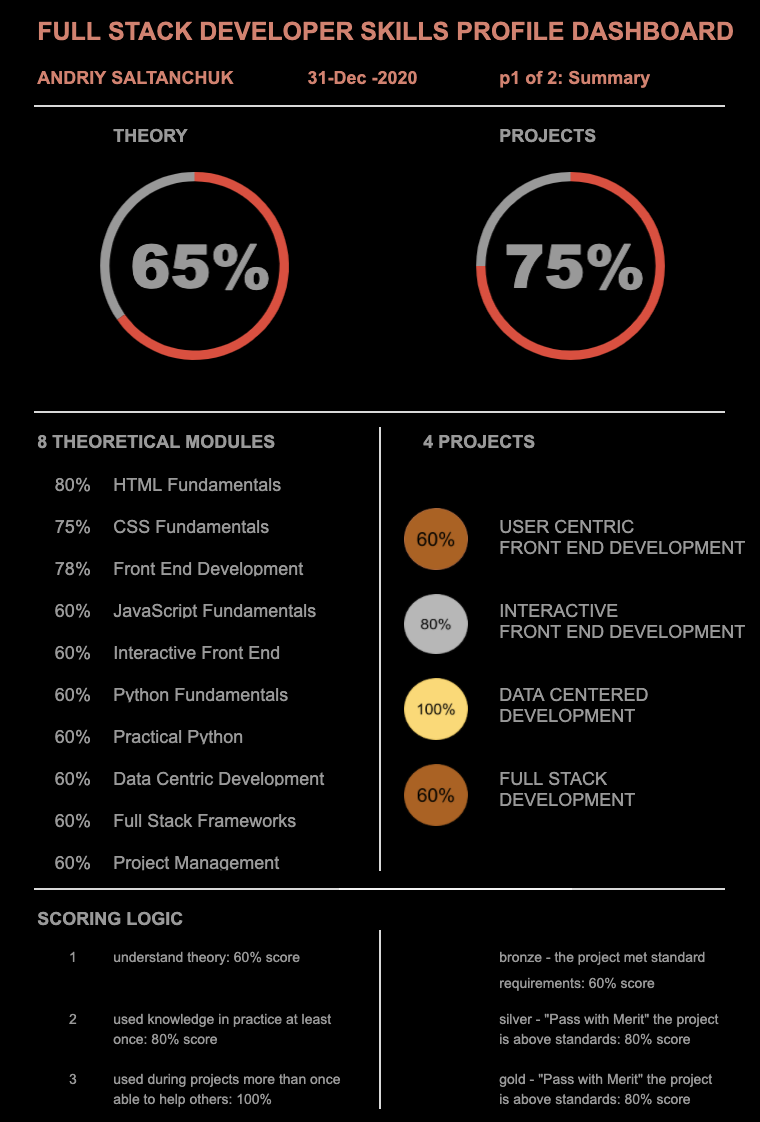 FULL STACK DEVELOPER SKILLS PROFILE DASHBOARD
ANDRIY SALTANCHUK 31-Dec -2020 p1 of 2: Summary
THEORY
65%
PROJECTS
75%
8 THEORETICAL MODULES
80% HTML Fundamentals
75% CSS Fundamentals
78% Front End Development
60% JavaScript Fundamentals
60% Interactive Front End
60% Python Fundamentals
60% Practical Python
60% Data Centric Development
60% Full Stack Frameworks
60% Project Management
4 PROJECTS
60% USER CENTRIC
FRONT END DEVELOPMENT
80% INTERACTIVE
FRONT END DEVELOPMENT
100% DATA CENTERED
DEVELOPMENT
60% FULL STACK
DEVELOPMENT
SCORING LOGIC
1 understand theory: 60% score
2 used knowledge in practice at least
once: 80% score
3 used during projects more than once
able to help others: 100%
bronze - the project met standard
requirements: 60% score
silver - "Pass with Merit" the project
is above standards: 80% score
gold - "Pass with Merit" the project
is above standards: 80% score